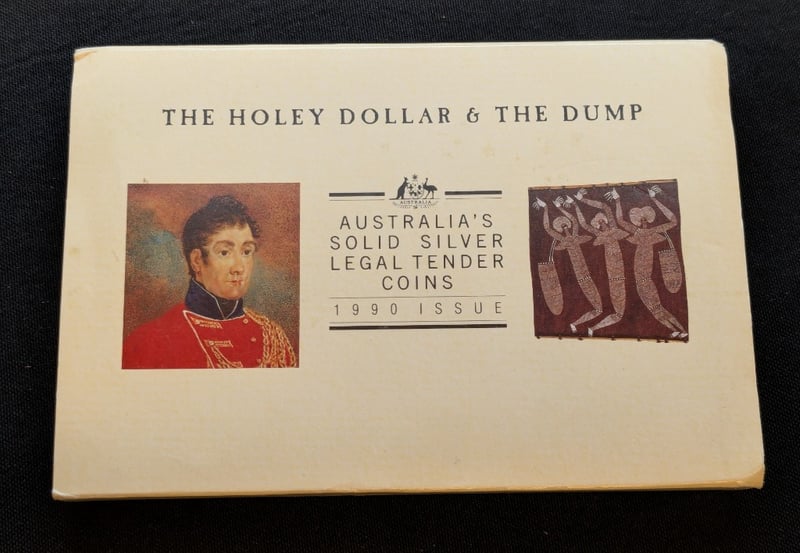 THE HOLEY DOLLAR & THE DUMP
AUSTRALIA
AUSTRALIA'S
SOLID SILVER
LEGAL TENDER
COINS
1990 ISSUE